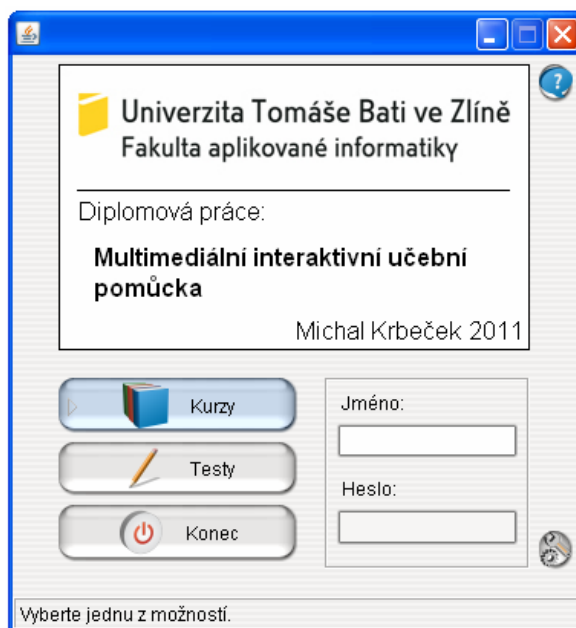 Univerzita Tomáše Bati ve Zlíně
Fakulta aplikované informatiky
Diplomová práce:
Multimediální interaktivní učební
pomůcka
Michal Krbeček 2011
Kurzy
Testy
Konec
Jméno:
Heslo:
Vyberte jednu z možností.